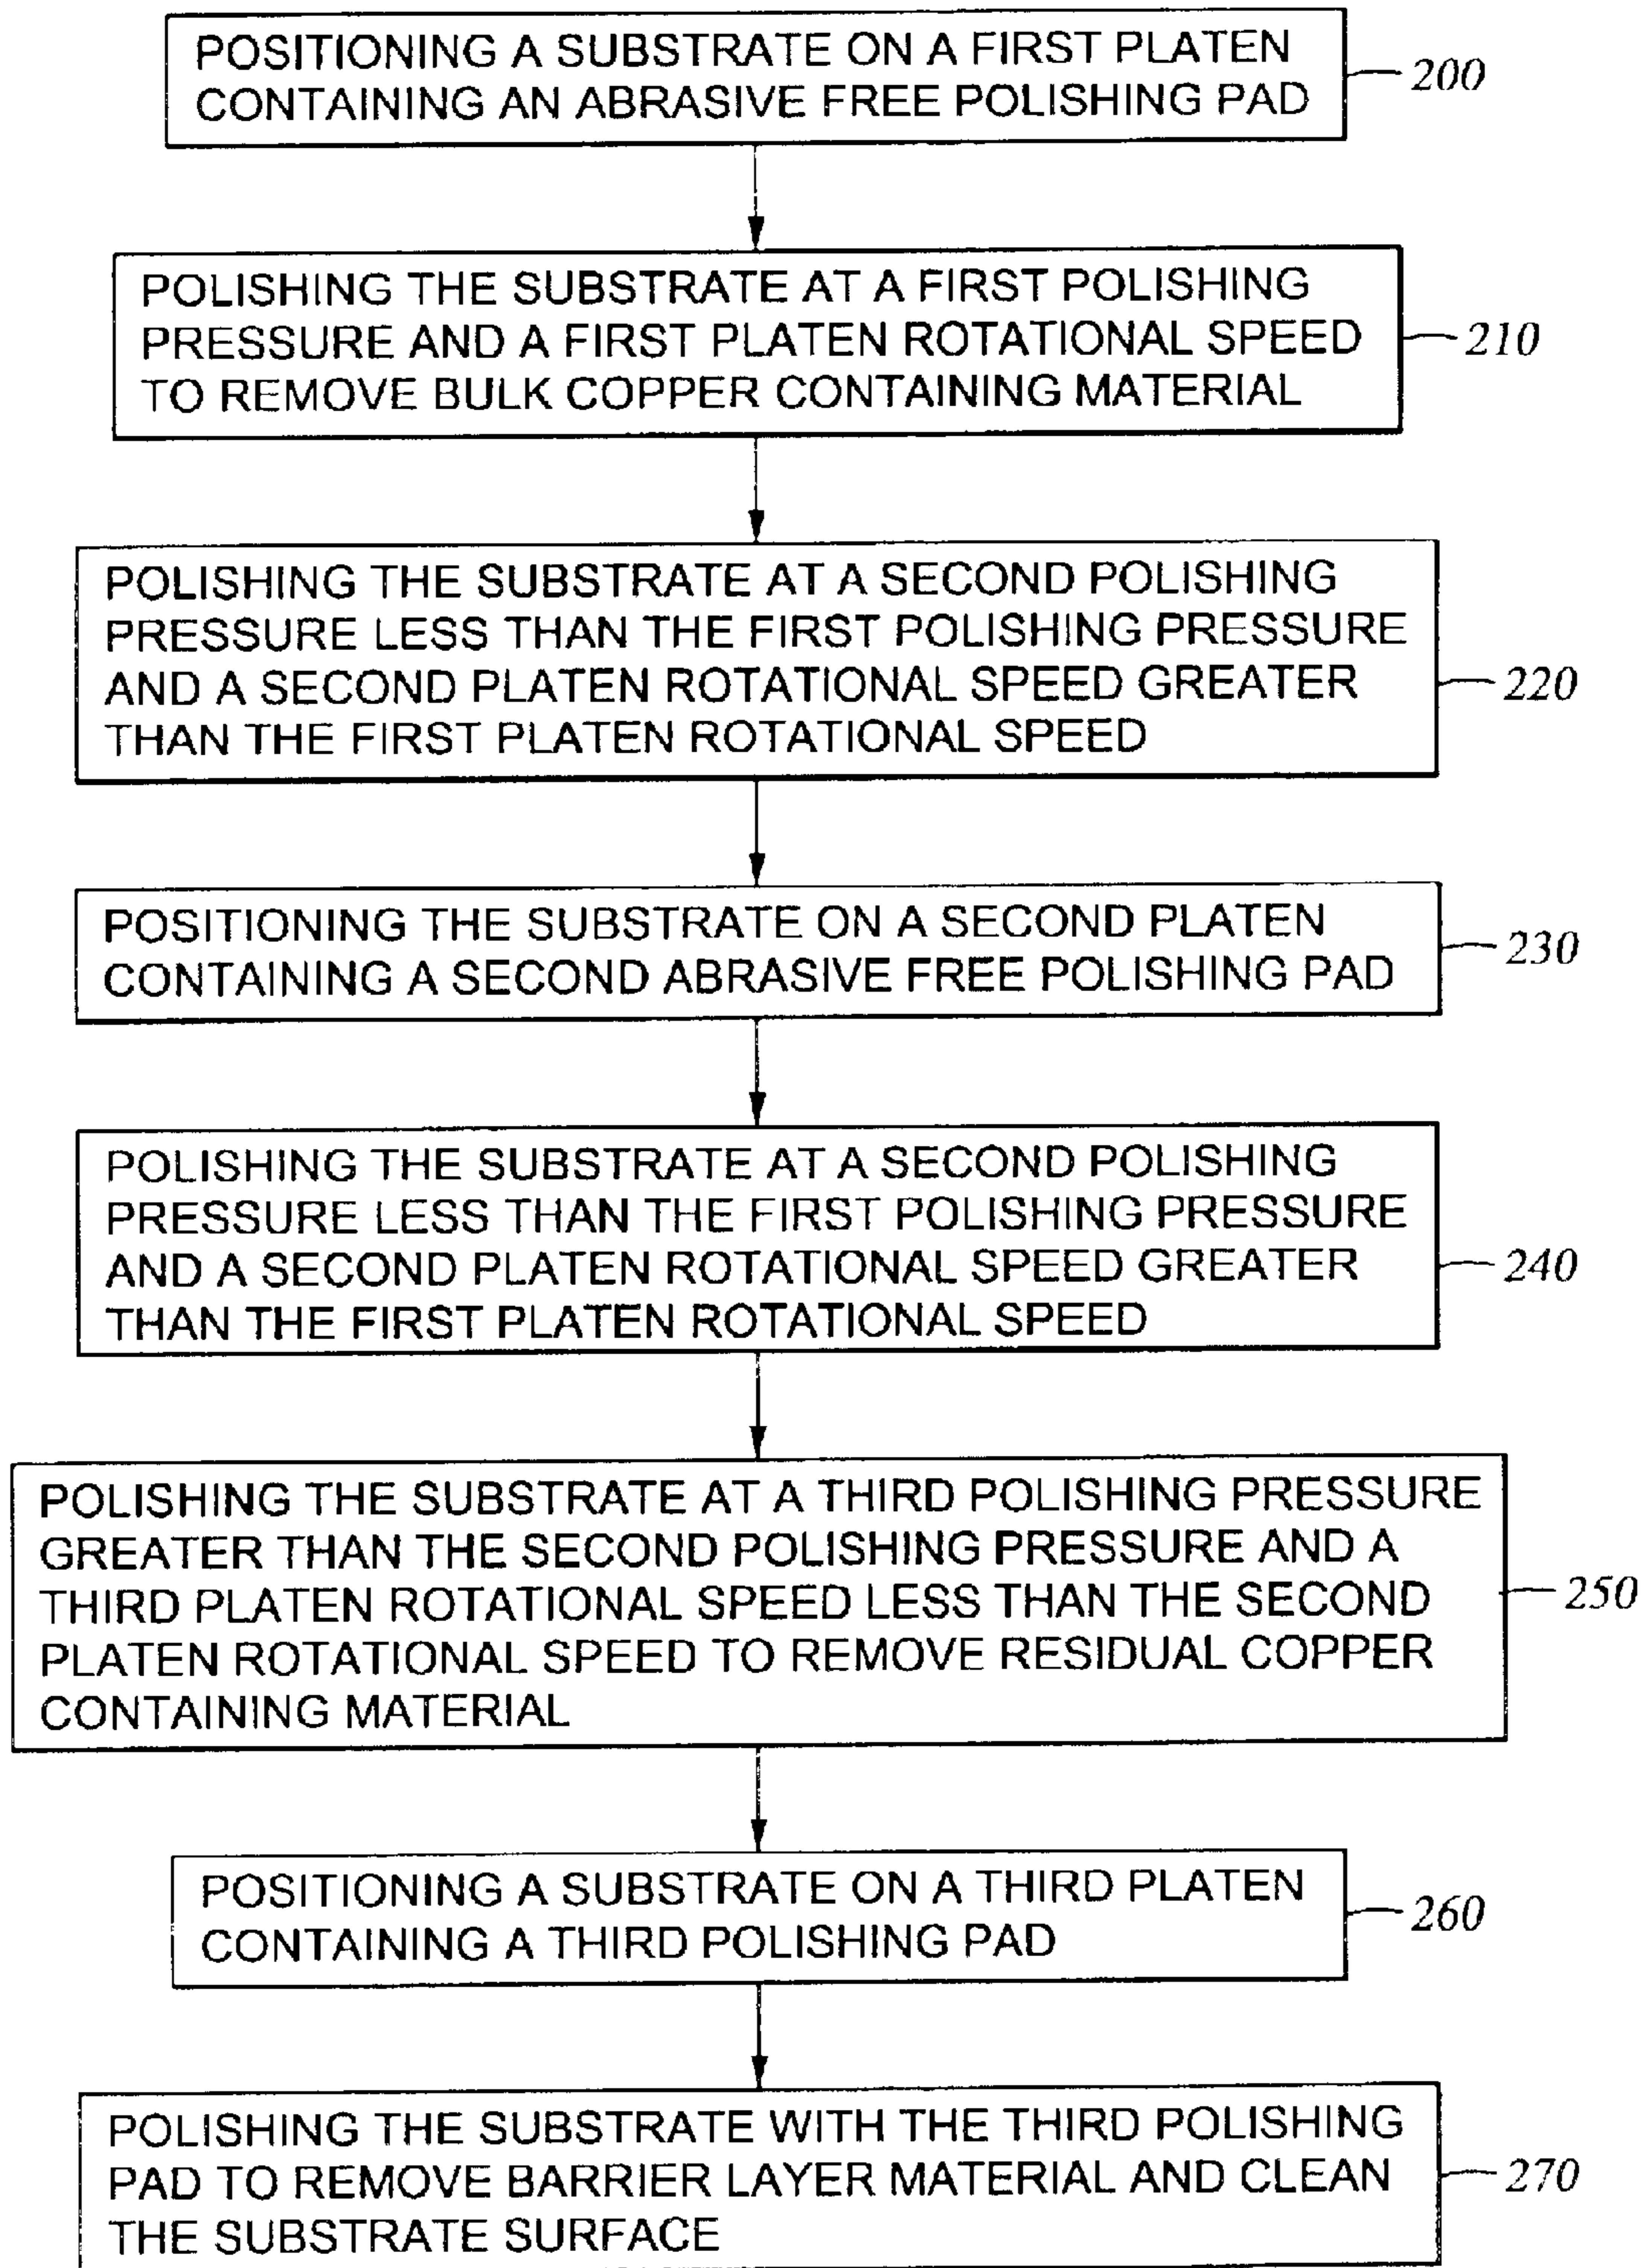 POSITIONING A SUBSTRATE ON A FIRST PLATEN
CONTAINING AN ABRASIVE FREE POLISHING PAD
200
POLISHING THE SUBSTRATE AT A FIRST POLISHING
PRESSURE AND A FIRST PLATEN ROTATIONAL SPEED
TO REMOVE BULK COPPER CONTAINING MATERIAL
210
POLISHING THE SUBSTRATE AT A SECOND POLISHING
PRESSURE LESS THAN THE FIRST POLISHING PRESSURE
AND A SECOND PLATEN ROTATIONAL SPEED GREATER
THAN THE FIRST PLATEN ROTATIONAL SPEED
220
POSITIONING THE SUBSTRATE ON A SECOND PLATEN
CONTAINING A SECOND ABRASIVE FREE POLISHING PAD
230
POLISHING THE SUBSTRATE AT A SECOND POLISHING
PRESSURE LESS THAN THE FIRST POLISHING PRESSURE
AND A SECOND PLATEN ROTATIONAL SPEED GREATER
THAN THE FIRST PLATEN ROTATIONAL SPEED
240
POLISHING THE SUBSTRATE AT A THIRD POLISHING PRESSURE
GREATER THAN THE SECOND POLISHING PRESSURE AND A
THIRD PLATEN ROTATIONAL SPEED LESS THAN THE SECOND
PLATEN ROTATIONAL SPEED TO REMOVE RESIDUAL COPPER
CONTAINING MATERIAL
250
POSITIONING A SUBSTRATE ON A THIRD PLATEN
CONTAINING A THIRD POLISHING PAD
260
POLISHING THE SUBSTRATE WITH THE THIRD POLISHING
PAD TO REMOVE BARRIER LAYER MATERIAL AND CLEAN
THE SUBSTRATE SURFACE
270